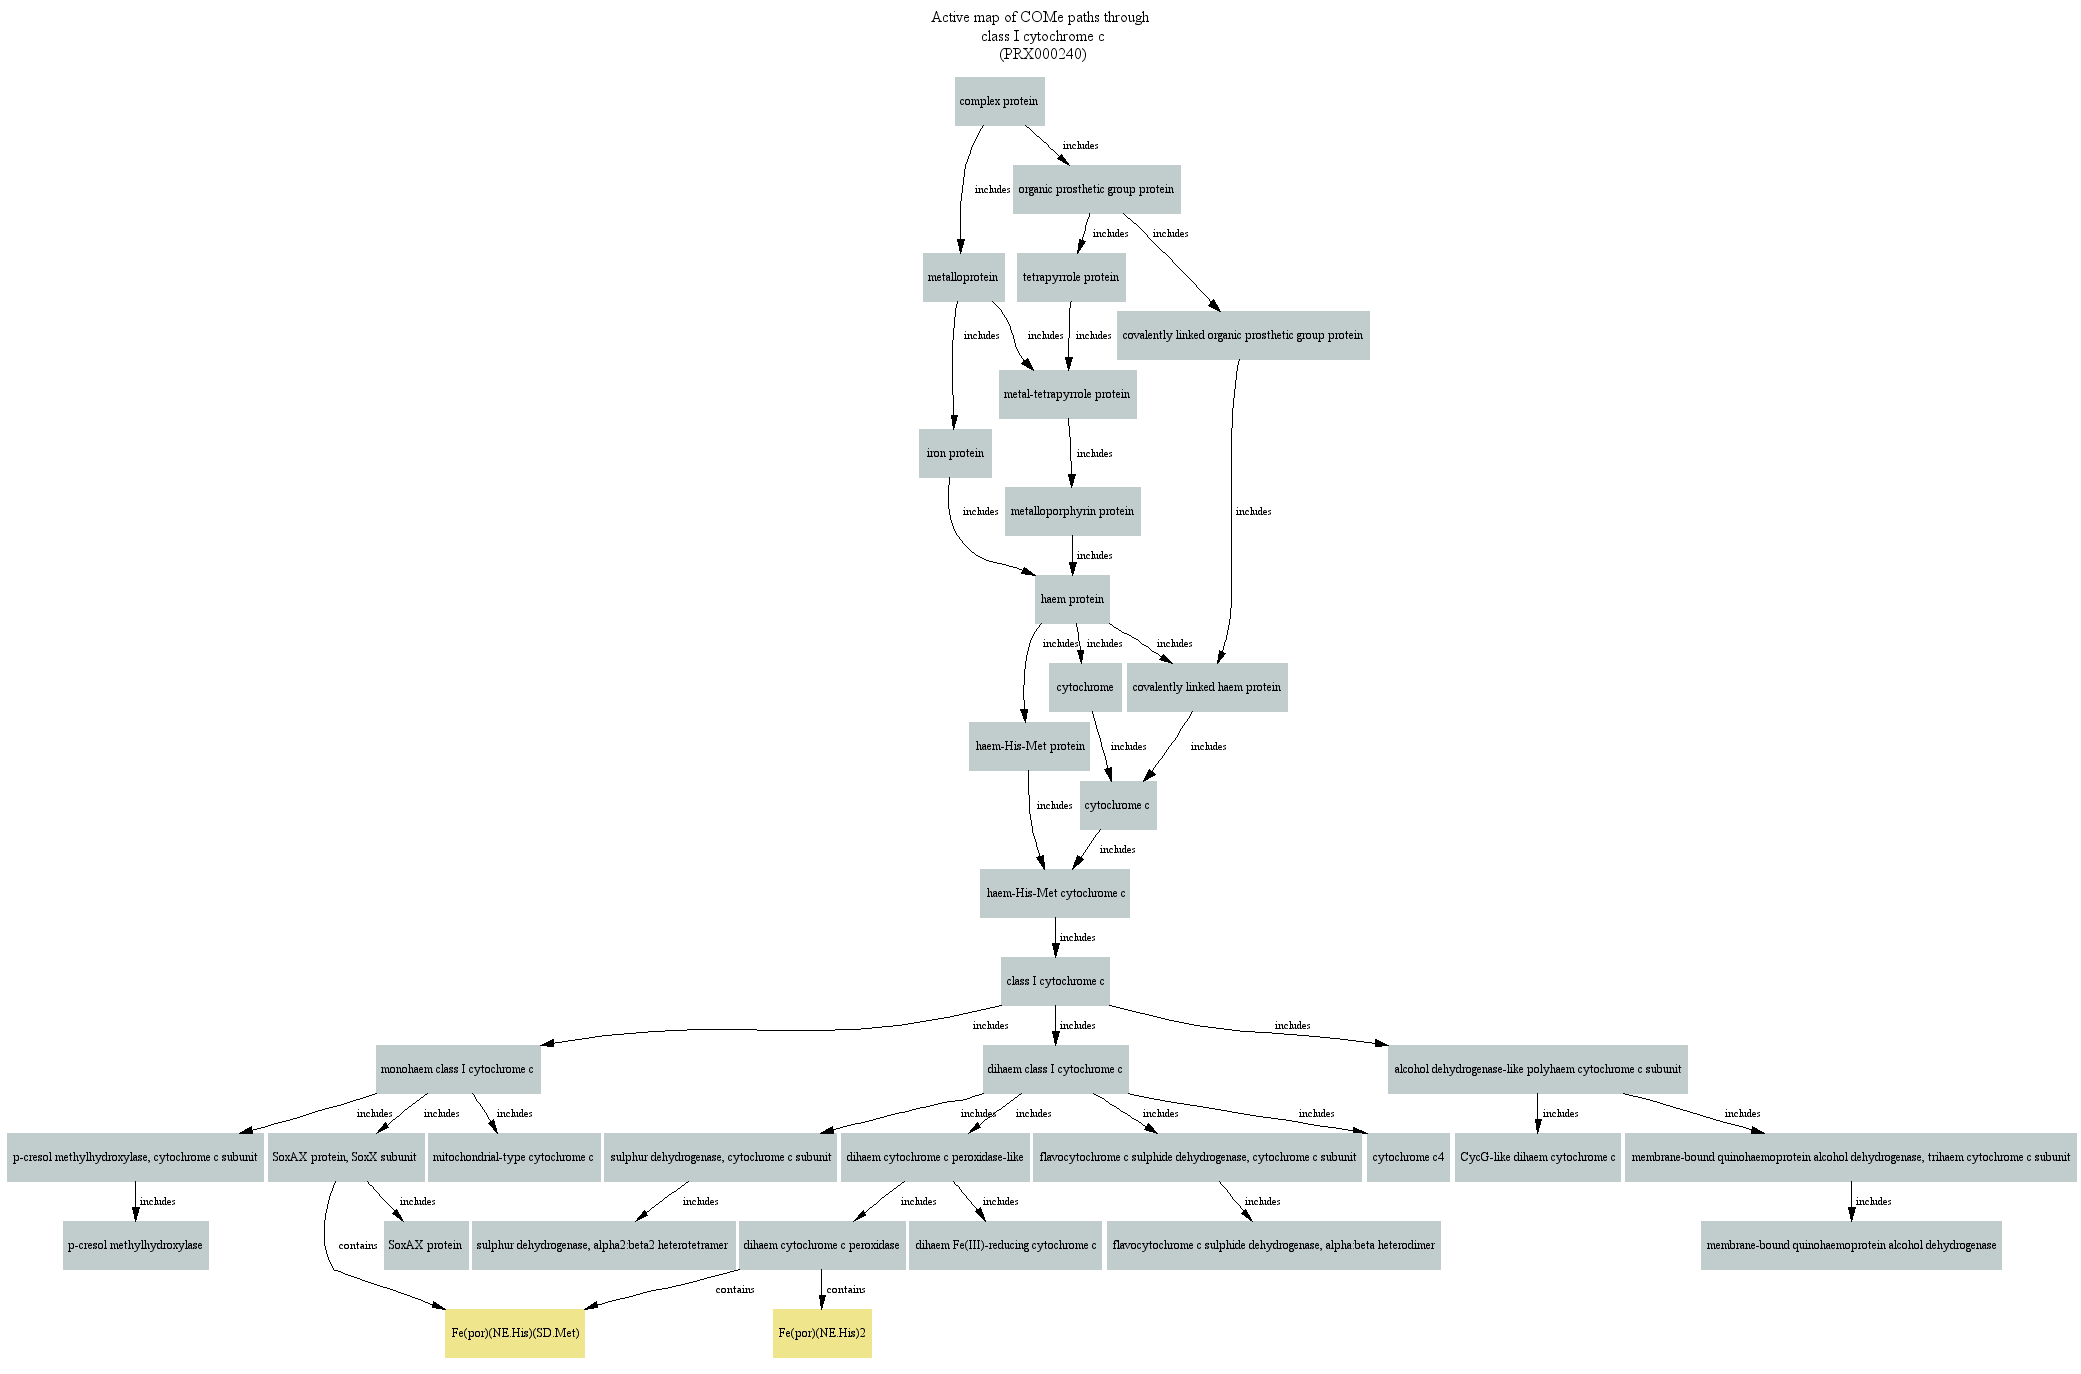 Active map of COMe paths through
class I cytochrome c
(PRX000240)
complex protein
includes
includes
organic prosthetic group protein
includes
includes
metalloprotein
tetrapyrrole protein
covalently linked organic prosthetic group protein
includes
includes
includes
metal-tetrapyrrole protein
iron protein
includes
includes
metalloporphyrin protein
includes
includes
haem protein
includes
includes
includes
cytochrome
covalently linked haem protein
haem-His-Met protein
includes
includes
includes
cytochrome c
includes
haem-His-Met cytochrome c
includes
class I cytochrome c
includes
includes
includes
monohaem class I cytochrome c
dihaem class I cytochrome c
alcohol dehydrogenase-like polyhaem cytochrome c subunit
includes
includes
includes
includes
includes
includes
includes
includes
includes
p-cresol methylhydroxylase, cytochrome c subunit
SoxAX protein, SoxX subunit
mitochondrial-type cytochrome c
sulphur dehydrogenase, cytochrome c subunit
dihaem cytochrome c peroxidase-like
flavocytochrome c sulphide dehydrogenase, cytochrome c subunit
cytochrome c4
CycG-like dihaem cytochrome c
membrane-bound quinohaemoprotein alcohol dehydrogenase, trihaem cytochrome c subunit
includes
includes
includes
includes
includes
includes
includes
p-cresol methylhydroxylase
contains
SoxAX protein
sulphur dehydrogenase, alpha2:beta2 heterotetramer
dihaem cytochrome c peroxidase
dihaem Fe(III)-reducing cytochrome c
flavocytochrome c sulphide dehydrogenase, alpha:beta heterodimer
membrane-bound quinohaemoprotein alcohol dehydrogenase
contains
contains
Fe(por)(NE.His)(SD.Met)
Fe(por)(NE.His)2